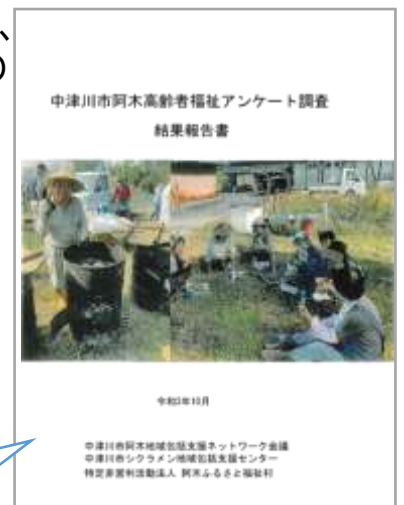 、
の
中津川市阿木高齢者福祉アンケート調査
結果報告書
令和3年10月
中津川市阿木地域包括支援ネットワーク会議
中津川市シクラメン地域包括支援センター
特定非営利活動法人 阿木ふるさと福祉村